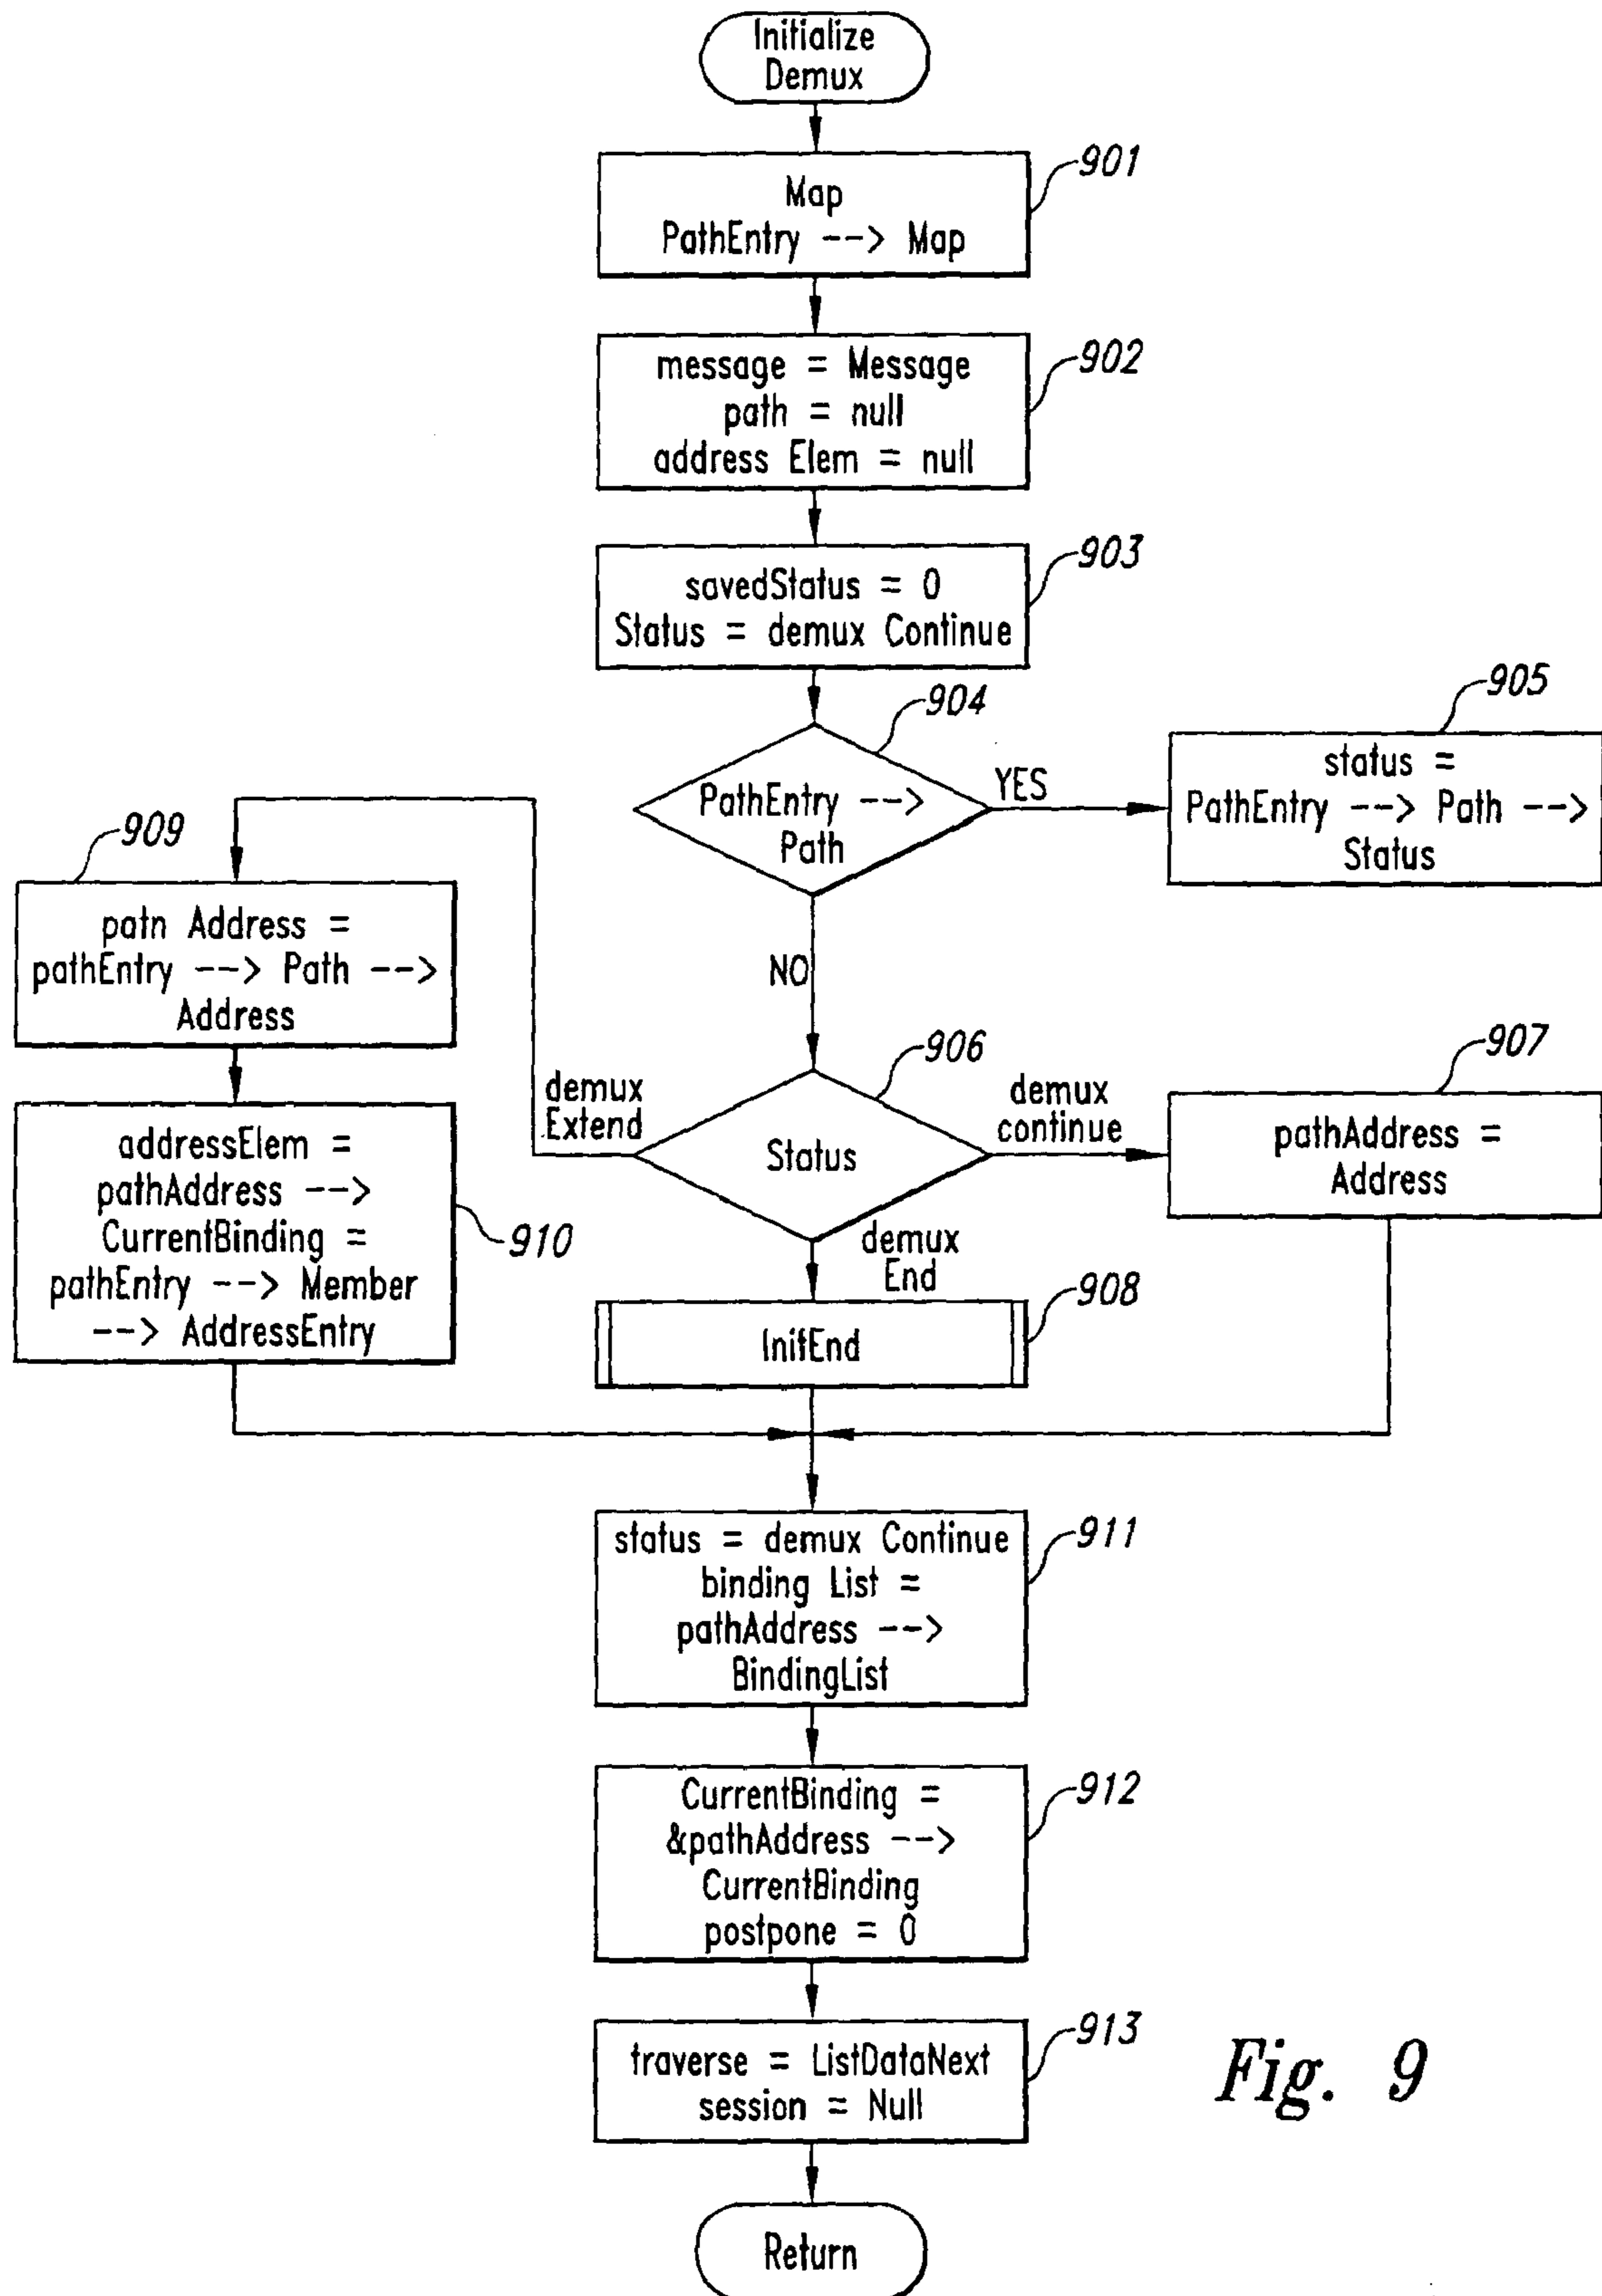 Initialize
Demux
901
Map
PathEntry --> Map
902
message = Message
path = null
address Elem = null
903
savedStatus = 0
Status = demux Continue
904
PathEntry -->
Path
YES
NO
905
status =
PathEntry --> Path -->
Status
909
patn Address =
pathEntry --> Path -->
Address
906
Status
demux
Extend
demux
continue
demux
End
907
pathAddress =
Address
910
addressElem =
pathAddress -->
CurrentBinding =
pathEntry --> Member
--> AddressEntry
908
InitEnd
911
status = demux Continue
binding List =
pathAddress -->
BindingList
912
CurrentBinding =
&pathAddress -->
CurrentBinding
postpone = 0
913
traverse = ListDataNext
session = Null
Return
Fig. 9